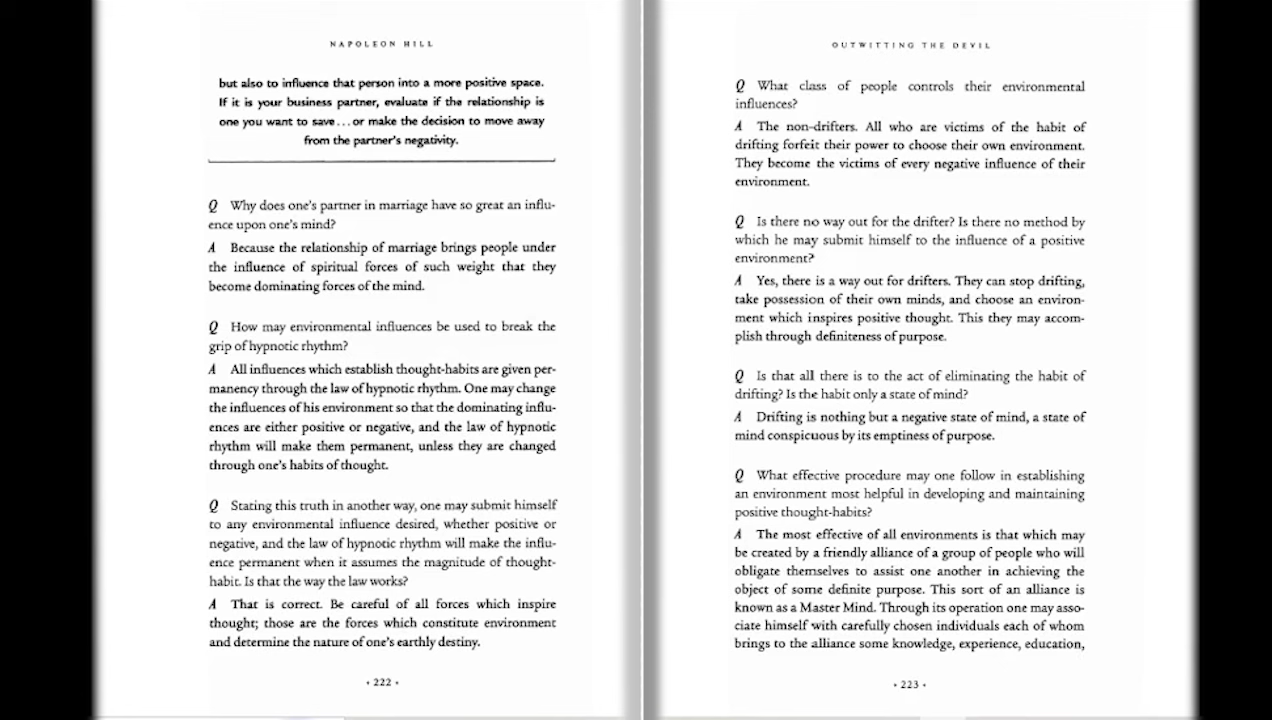 NAPOLEON HILL
but also to influence that person into a more positive space.
If it is your business partner, evaluate if the relationship is
one you want to save...or make the decision to move away
from the partner's negativity.
Q What class of people controls their environmental
influences?
Q Why does one's partner in marriage have so great an influ-
ence upon one's mind?
A Because the relationship of marriage brings people under
the influence of spiritual forces of such weight that they
become dominating forces of the mind.
Q How may environmental influences be used to break the
grip of hypnotic rhythm?
A All influences which establish thought-habits are given per-
manency through the law of hypnotic rhythm. One may change
the influences of his environment so that the dominating influ-
ences are either positive or negative, and the law of hypnotic
rhythm will make them permanent, unless they are changed
through one's habits of thought.
Q Stating this truth in another way, one may submit himself
to any environmental influence desired, whether positive or
negative, and the law of hypnotic rhythm will make the influ-
ence permanent when it assumes the magnitude of thought-
habit. Is that the way the law works?
A That is correct. Be careful of all forces which inspire
thought; those are the forces which constitute environment
and determine the nature of one's earthly destiny.
• 222 •
OUTWITTING THE DEVIL
A The non-drifters. All who are victims of the habit of
drifting forfeit their power to choose their own environment.
They become the victims of every negative influence of their
environment.
Q Is there no way out for the drifter? Is there no method by
which he may submit himself to the influence of a positive
environment?
A Yes, there is a way out for drifters. They can stop drifting,
take possession of their own minds, and choose an environ-
ment which inspires positive thought. This they may accom-
plish through definiteness of purpose.
Q Is that all there is to the act of eliminating the habit of
drifting? Is the habit only a state of mind?
A Drifting is nothing but a negative state of mind, a state of
mind conspicuous by its emptiness of purpose.
Q What effective procedure may one follow in establishing
an environment most helpful in developing and maintaining
positive thought-habits?
A The most effective of all environments is that which may
be created by a friendly alliance of a group of people who will
obligate themselves to assist one another in achieving the
object of some definite purpose. This sort of an alliance is
known as a Master Mind. Through its operation one may asso-
ciate himself with carefully chosen individuals each of whom
brings to the alliance some knowledge, experience, education,
• 223 •